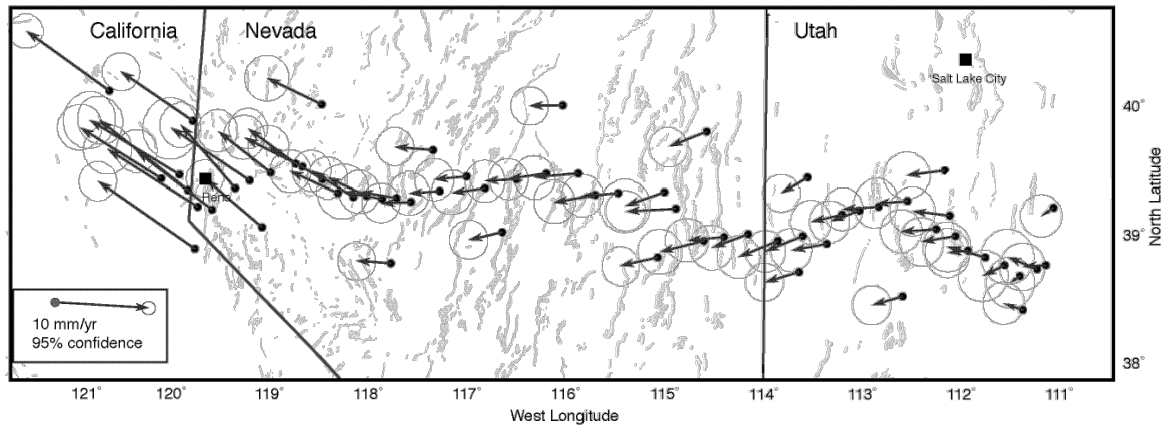 California
Nevada
Utah
Salt Lake City
40°
Reno
39°
10 mm/yr
95% confidence
38°
North Latitude
121° 120° 119° 118° 117° 116° 115° 114° 113° 112° 111°
West Longitude